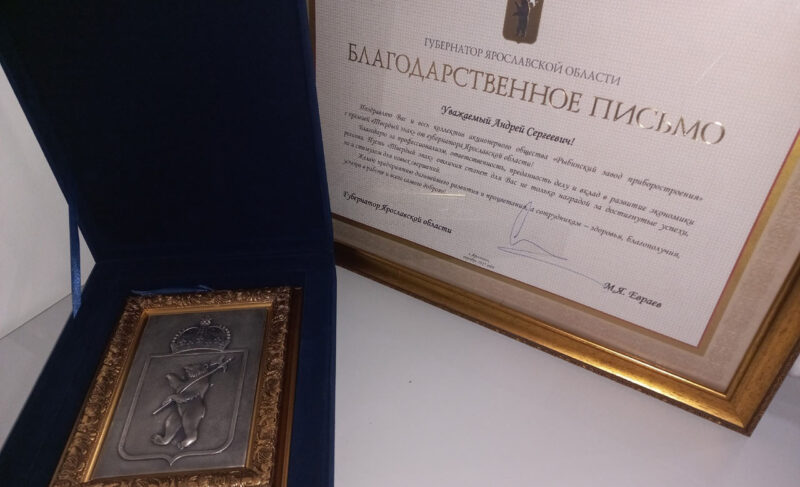 ГУБЕРНАТОР ЯРОСЛАВСКОЙ ОБЛАСТИ
БЛАГОДАРСТВЕННОЕ ПИСЬМО
Уважаемый Андрей Сергеевич!
Поздравляю Вас и весь коллектив акционерного общества «Рыбинский завод приборостроения»
с премией «Твердый знак» от губернатора Ярославской области!
Благодарю за профессионализм, ответственность, преданность делу и вклад в развитие экономики
региона. Пусть «Твердый знак» отличия станет для Вас не только наградой за достигнутые успехи,
но и стимулом для новых свершений.
Желаю предприятию дальнейшего развития и процветания, а сотрудникам – здоровья, благополучия,
успехов в работе и всего самого доброго!
Губернатор Ярославской области
М.Я. Евраев
г. Ярославль